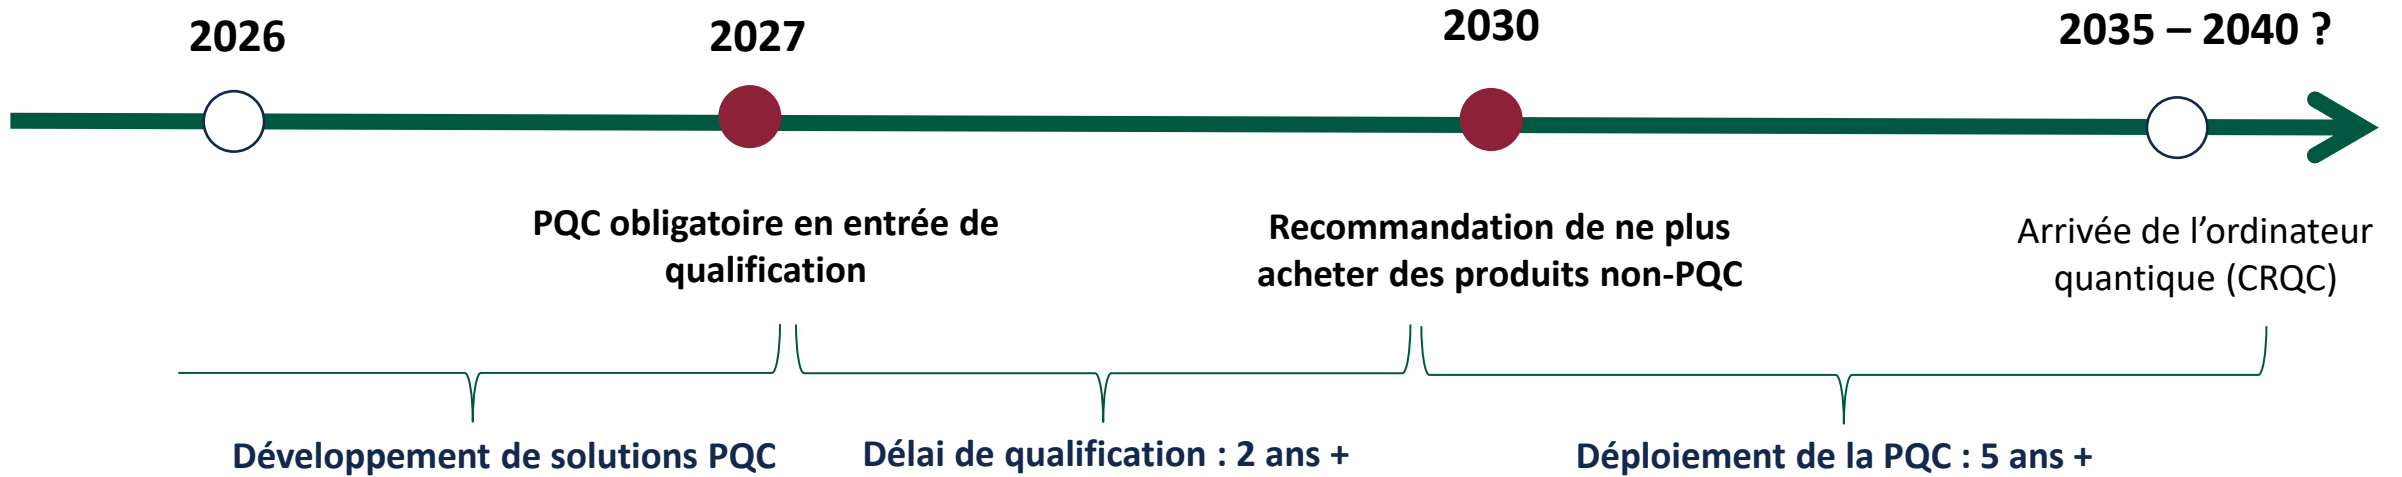 2026
2027
2030
2035 – 2040 ?
PQC obligatoire en entrée de
qualification
Recommandation de ne plus
acheter des produits non-PQC
Arrivée de l’ordinateur
quantique (CRQC)
Développement de solutions PQC
Délai de qualification : 2 ans +
Déploiement de la PQC : 5 ans +